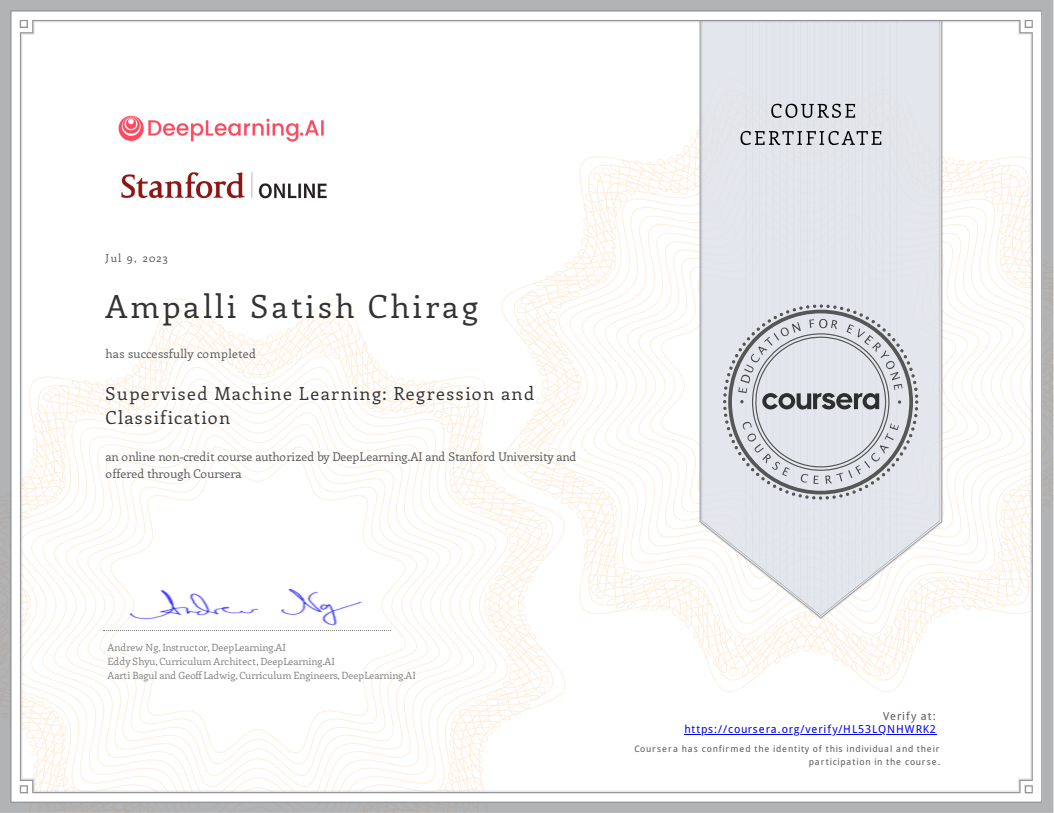 DeepLearning.AI
Stanford ONLINE
COURSE
CERTIFICATE
Jul 9, 2023
Ampalli Satish Chirag
has successfully completed
Supervised Machine Learning: Regression and
Classification
an online non-credit course authorized by DeepLearning.AI and Stanford University and
offered through Coursera
EDUCATION FOR EVERYONE
coursera
COURSE CERTIFICATE
Andrew Ng
Andrew Ng, Instructor, DeepLearning.AI
Eddy Shyu, Curriculum Architect, DeepLearning.AI
Aarti Bagul and Geoff Ladwig, Curriculum Engineers, DeepLearning.AI
Verify at:
https://coursera.org/verify/HL53LQNHWRK2
Coursera has confirmed the identity of this individual and their
participation in the course.